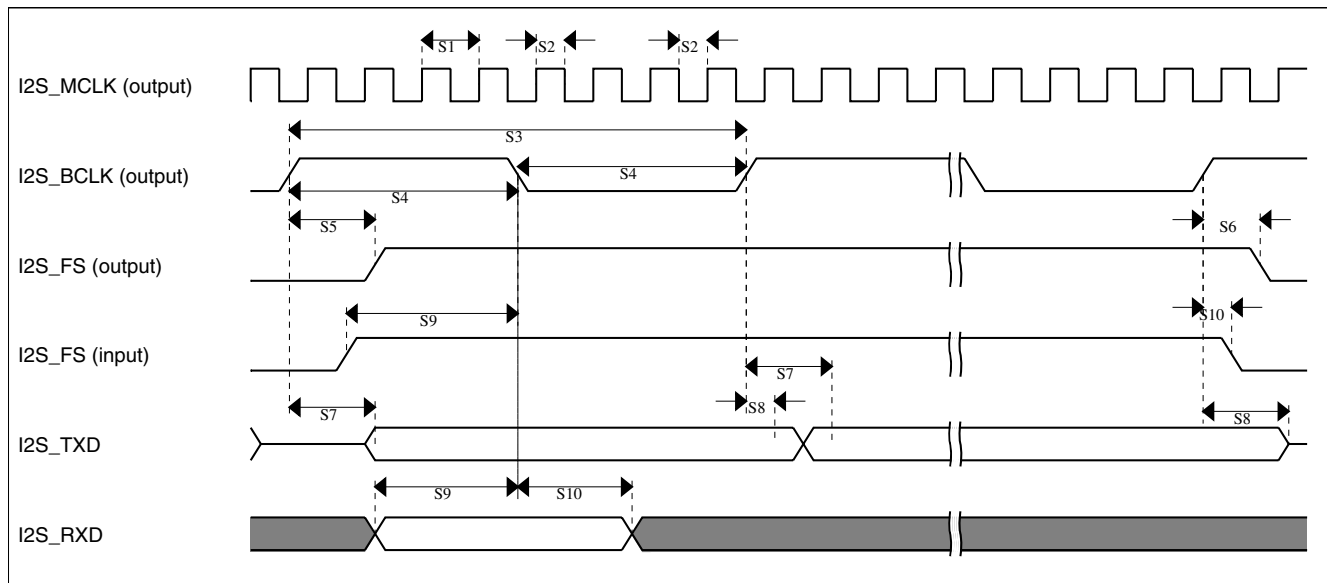 S1
S2
S2
I2S_MCLK (output)
S3
I2S_BCLK (output)
S4
S4
S5
S6
I2S_FS (output)
S9
S10
I2S_FS (input)
S7
S7
S8
S8
I2S_TXD
S9
S10
I2S_RXD